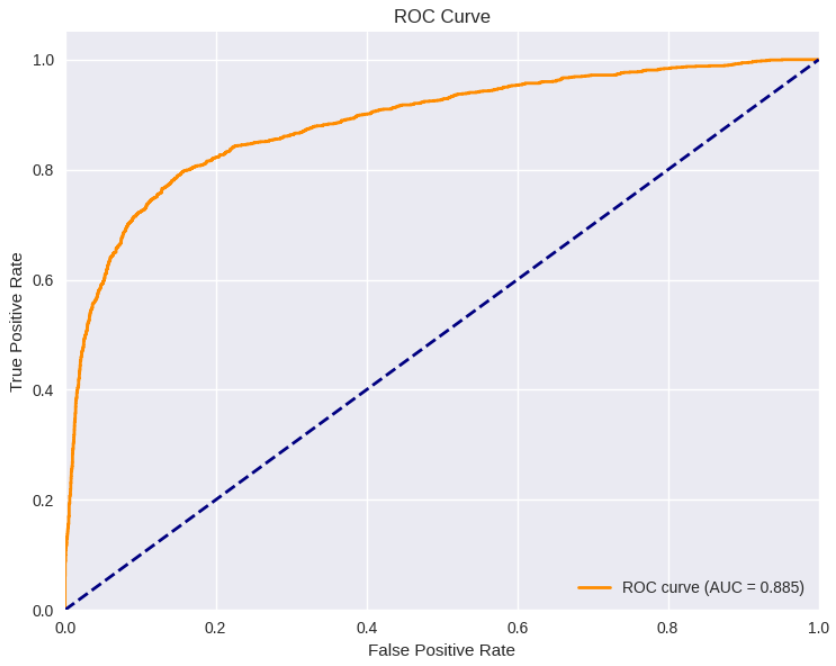 ROC Curve
1.0
0.8
0.6
0.4
0.2
0.0
True Positive Rate
ROC curve (AUC = 0.885)
0.0 0.2 0.4 0.6 0.8 1.0
False Positive Rate